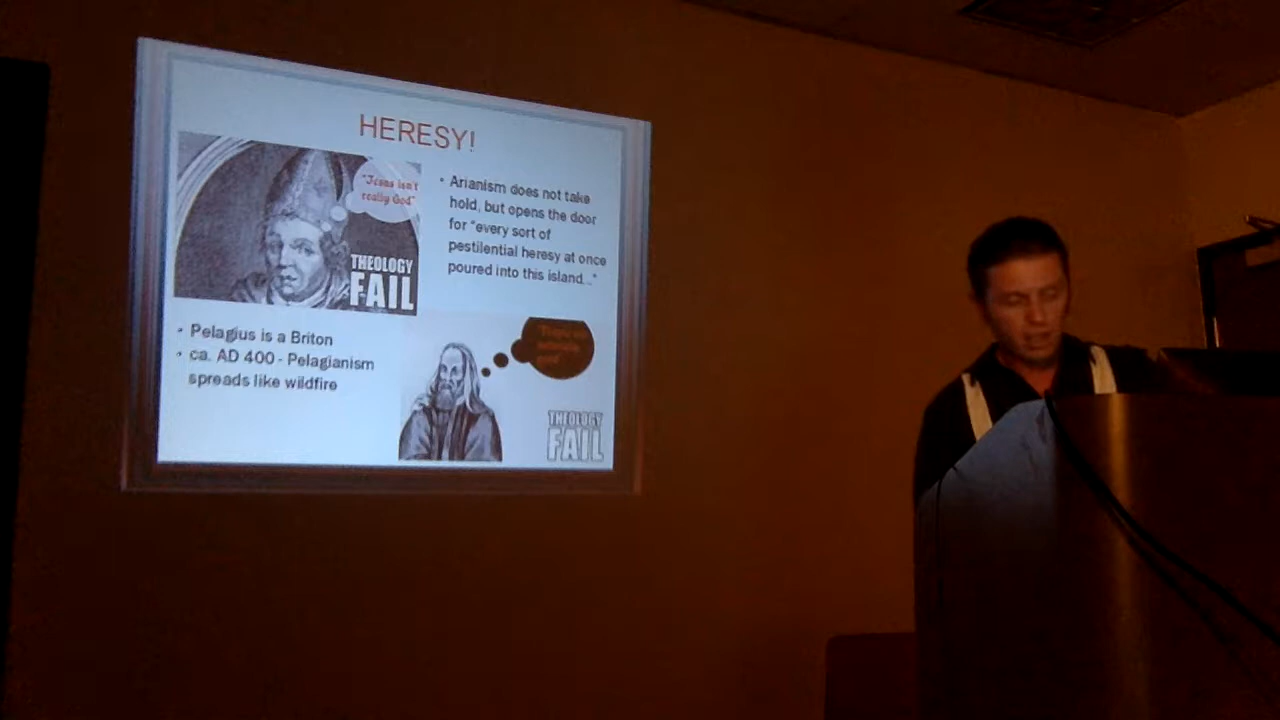 HERESY!
"Jesus isn't
really God"
THEOLOGY
FAIL
• Arianism does not take
hold, but opens the door
for "every sort of
pestilential heresy at once
poured into this island..."
• Pelagius is a Briton
• ca. AD 400 - Pelagianism
spreads like wildfire
THEOLOGY
FAIL